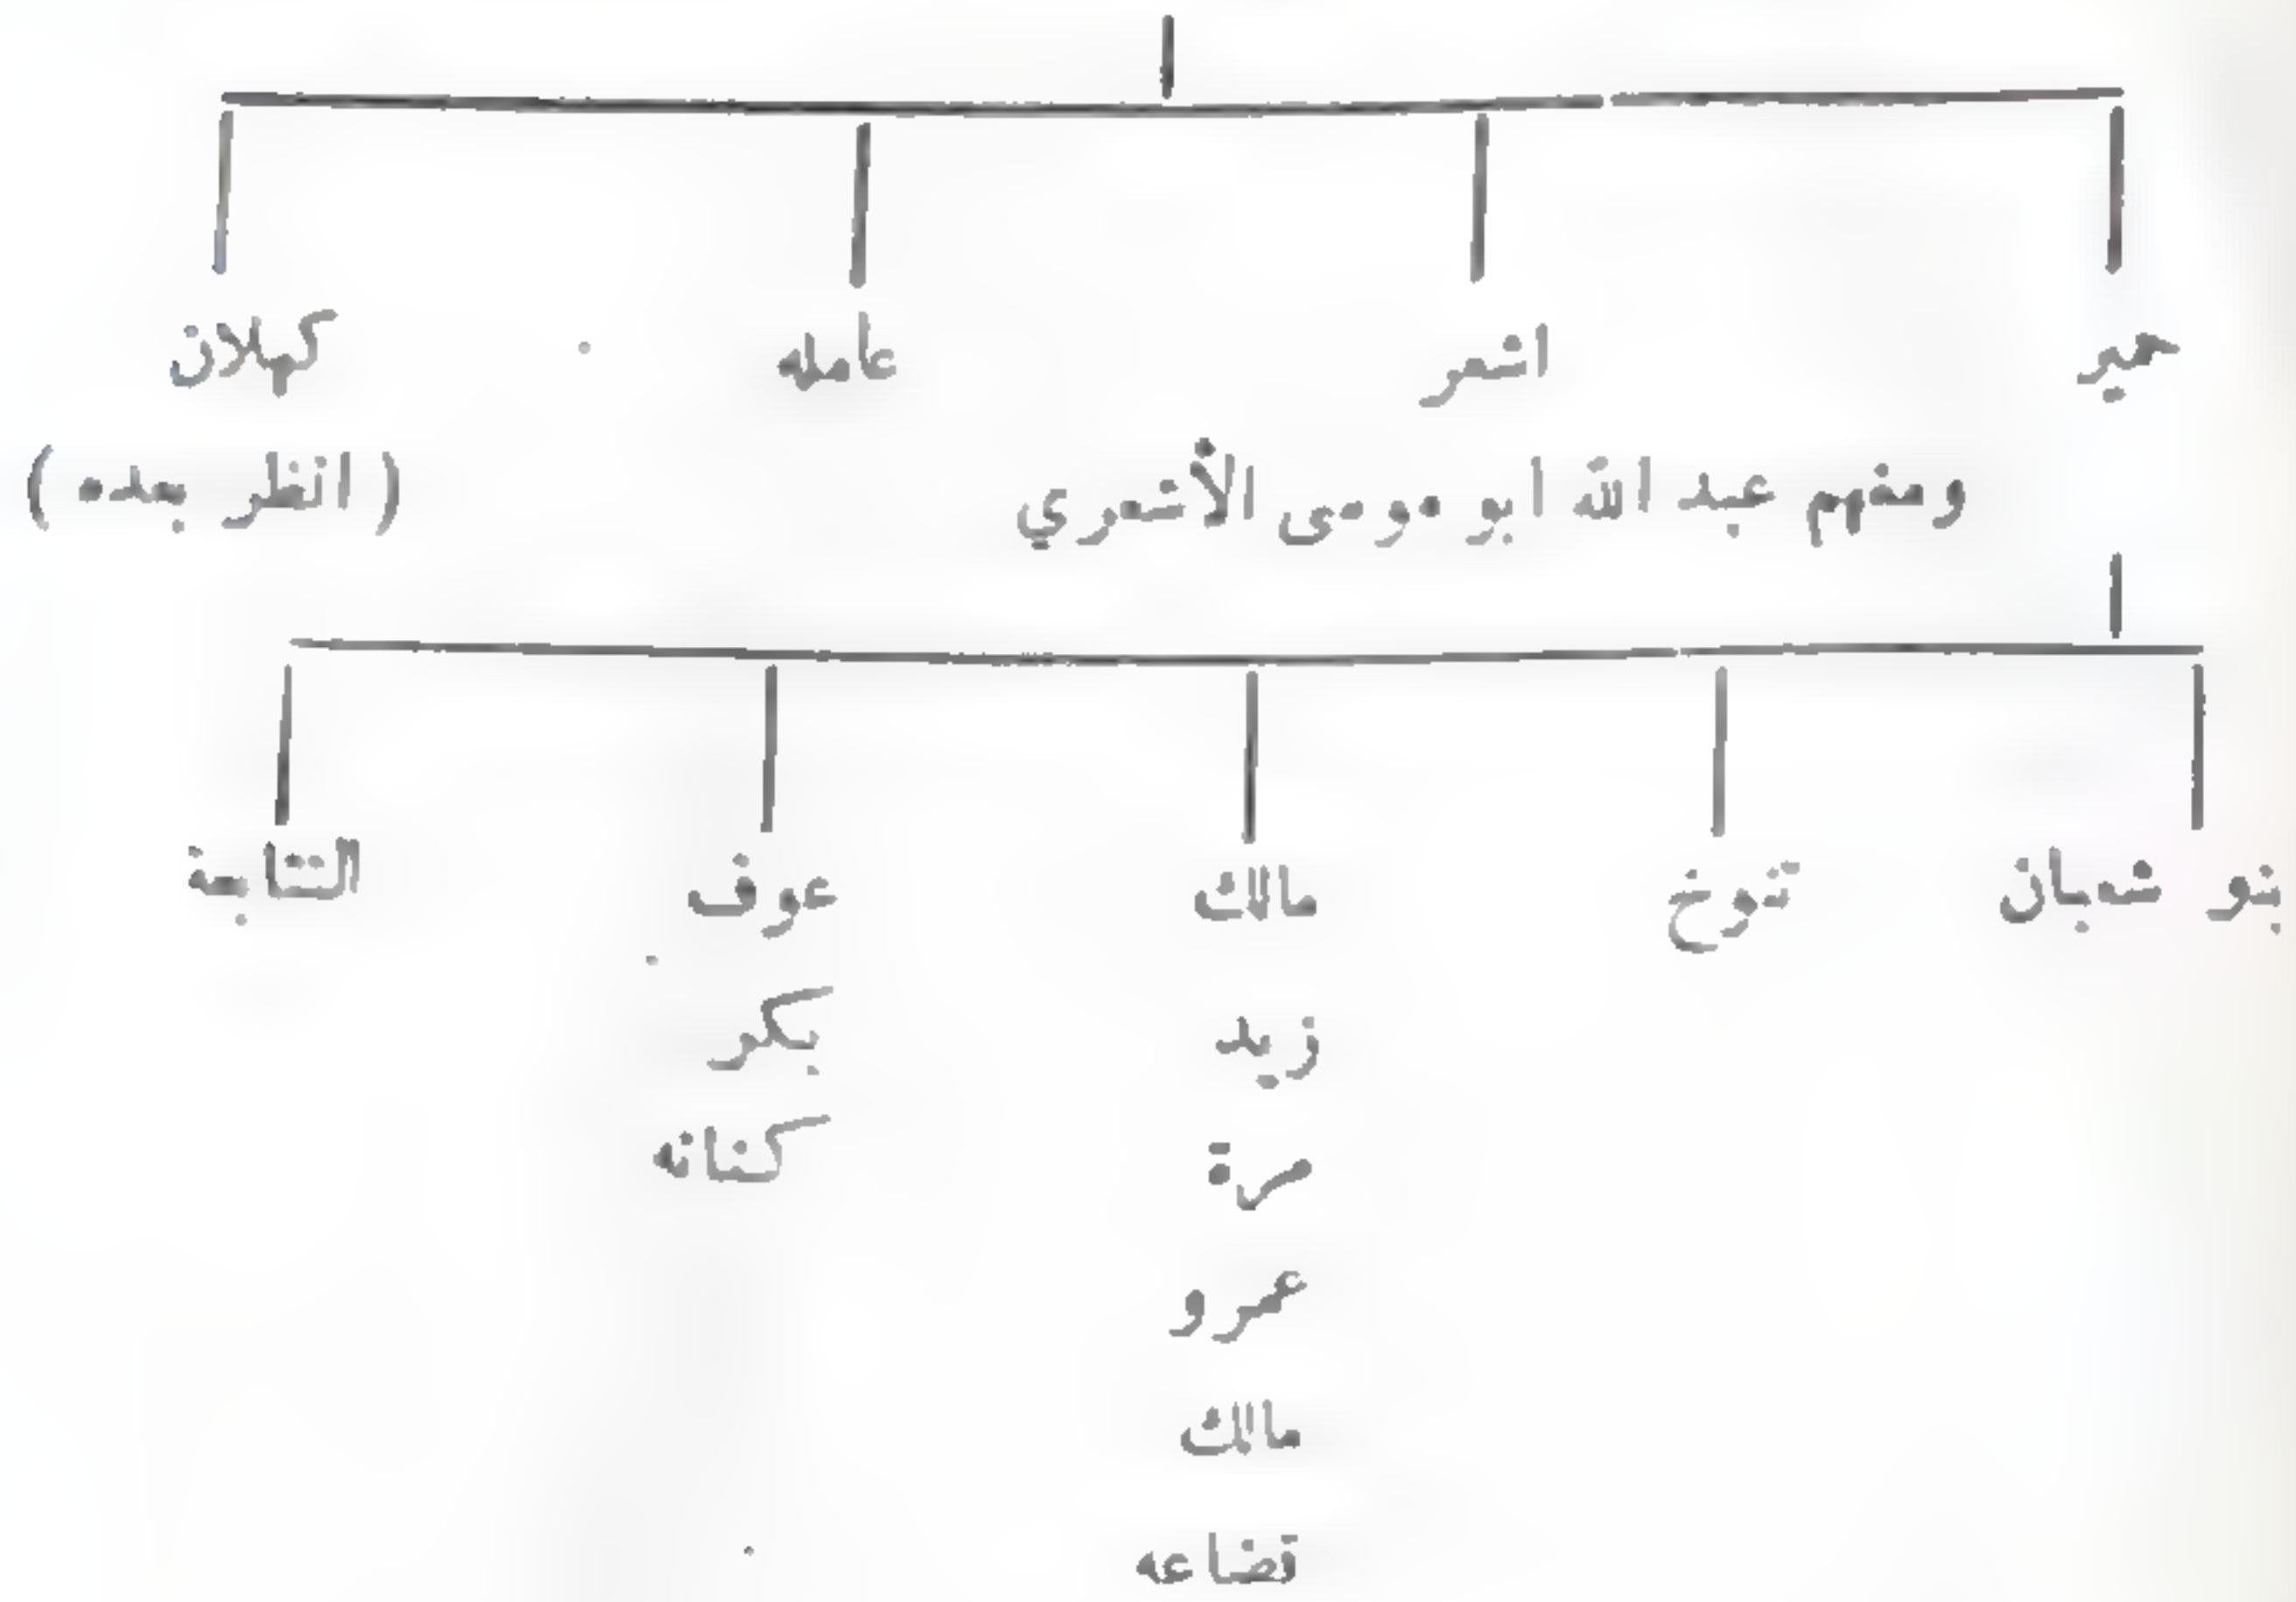 حمير اشعر عامله كهلان
ومنهم عبد الله ابو موسى الأشعري ( انظر بعده )
بنو شعبان تنوخ مالك عوف التبابعة
زيد بكر
مرة كنانه
عمرو
مالك
قضاعه